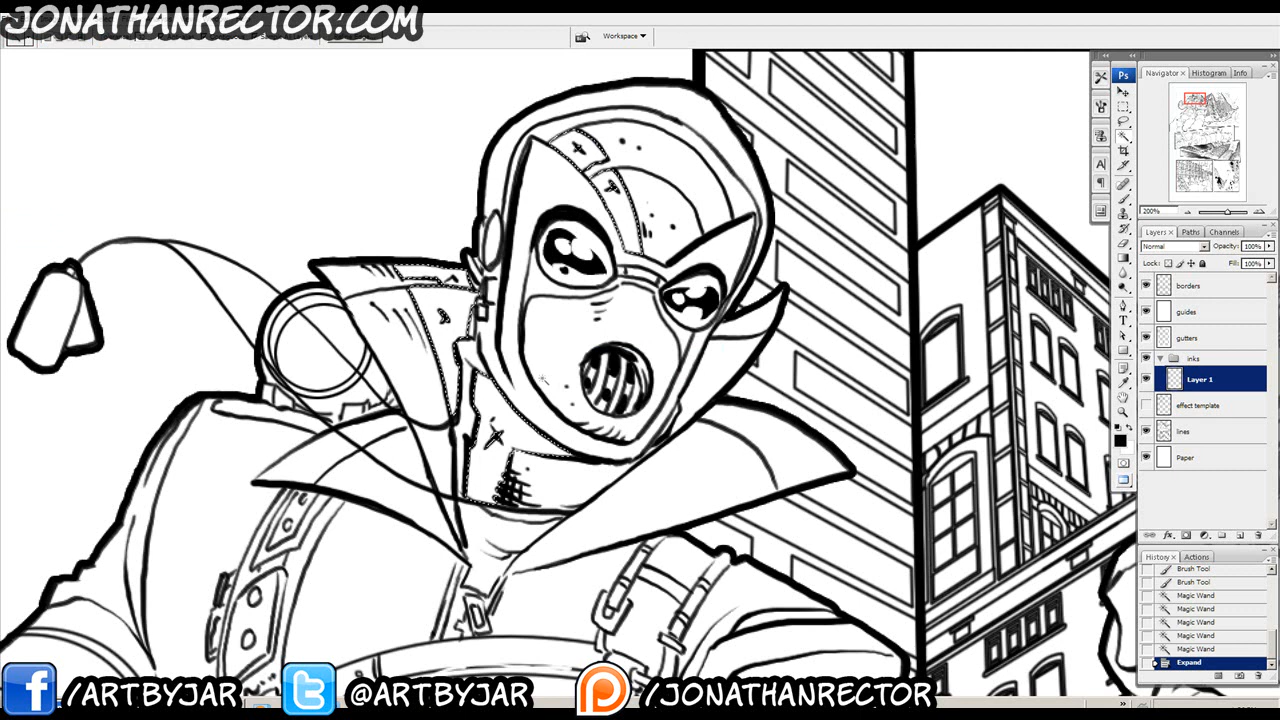 JONATHANRECTOR.COM
Workspace
Ps
Navigator × Histogram Info
200%
Layers × Paths Channels
Normal Opacity: 100%
Lock: Fill: 100%
borders
guides
gutters
inks
Layer 1
effect template
lines
Paper
History × Actions
Brush Tool
Brush Tool
Magic Wand
Magic Wand
Magic Wand
Magic Wand
Magic Wand
Expand
/ARTBYJAR @ARTBYJAR /JONATHANRECTOR